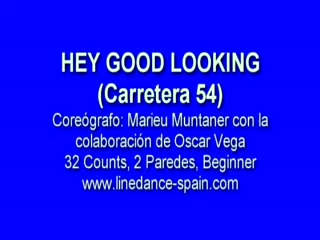 HEY GOOD LOOKING
(Carretera 54)
Coreógrafo: Marieu Muntaner con la
colaboración de Oscar Vega
32 Counts, 2 Paredes, Beginner
www.linedance-spain.com